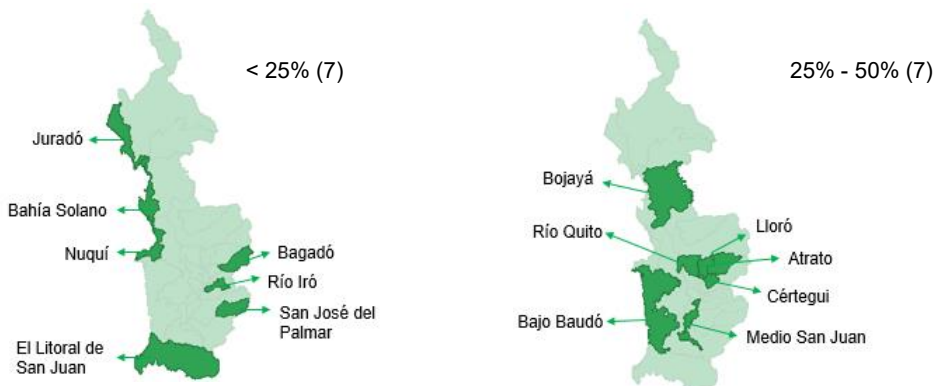 < 25% (7)
Juradó
Bahía Solano
Nuquí
Bagadó
Río Iró
San José del
Palmar
El Litoral de
San Juan
25% - 50% (7)
Bojayá
Río Quito
Lloró
Atrato
Cértegui
Bajo Baudó
Medio San Juan